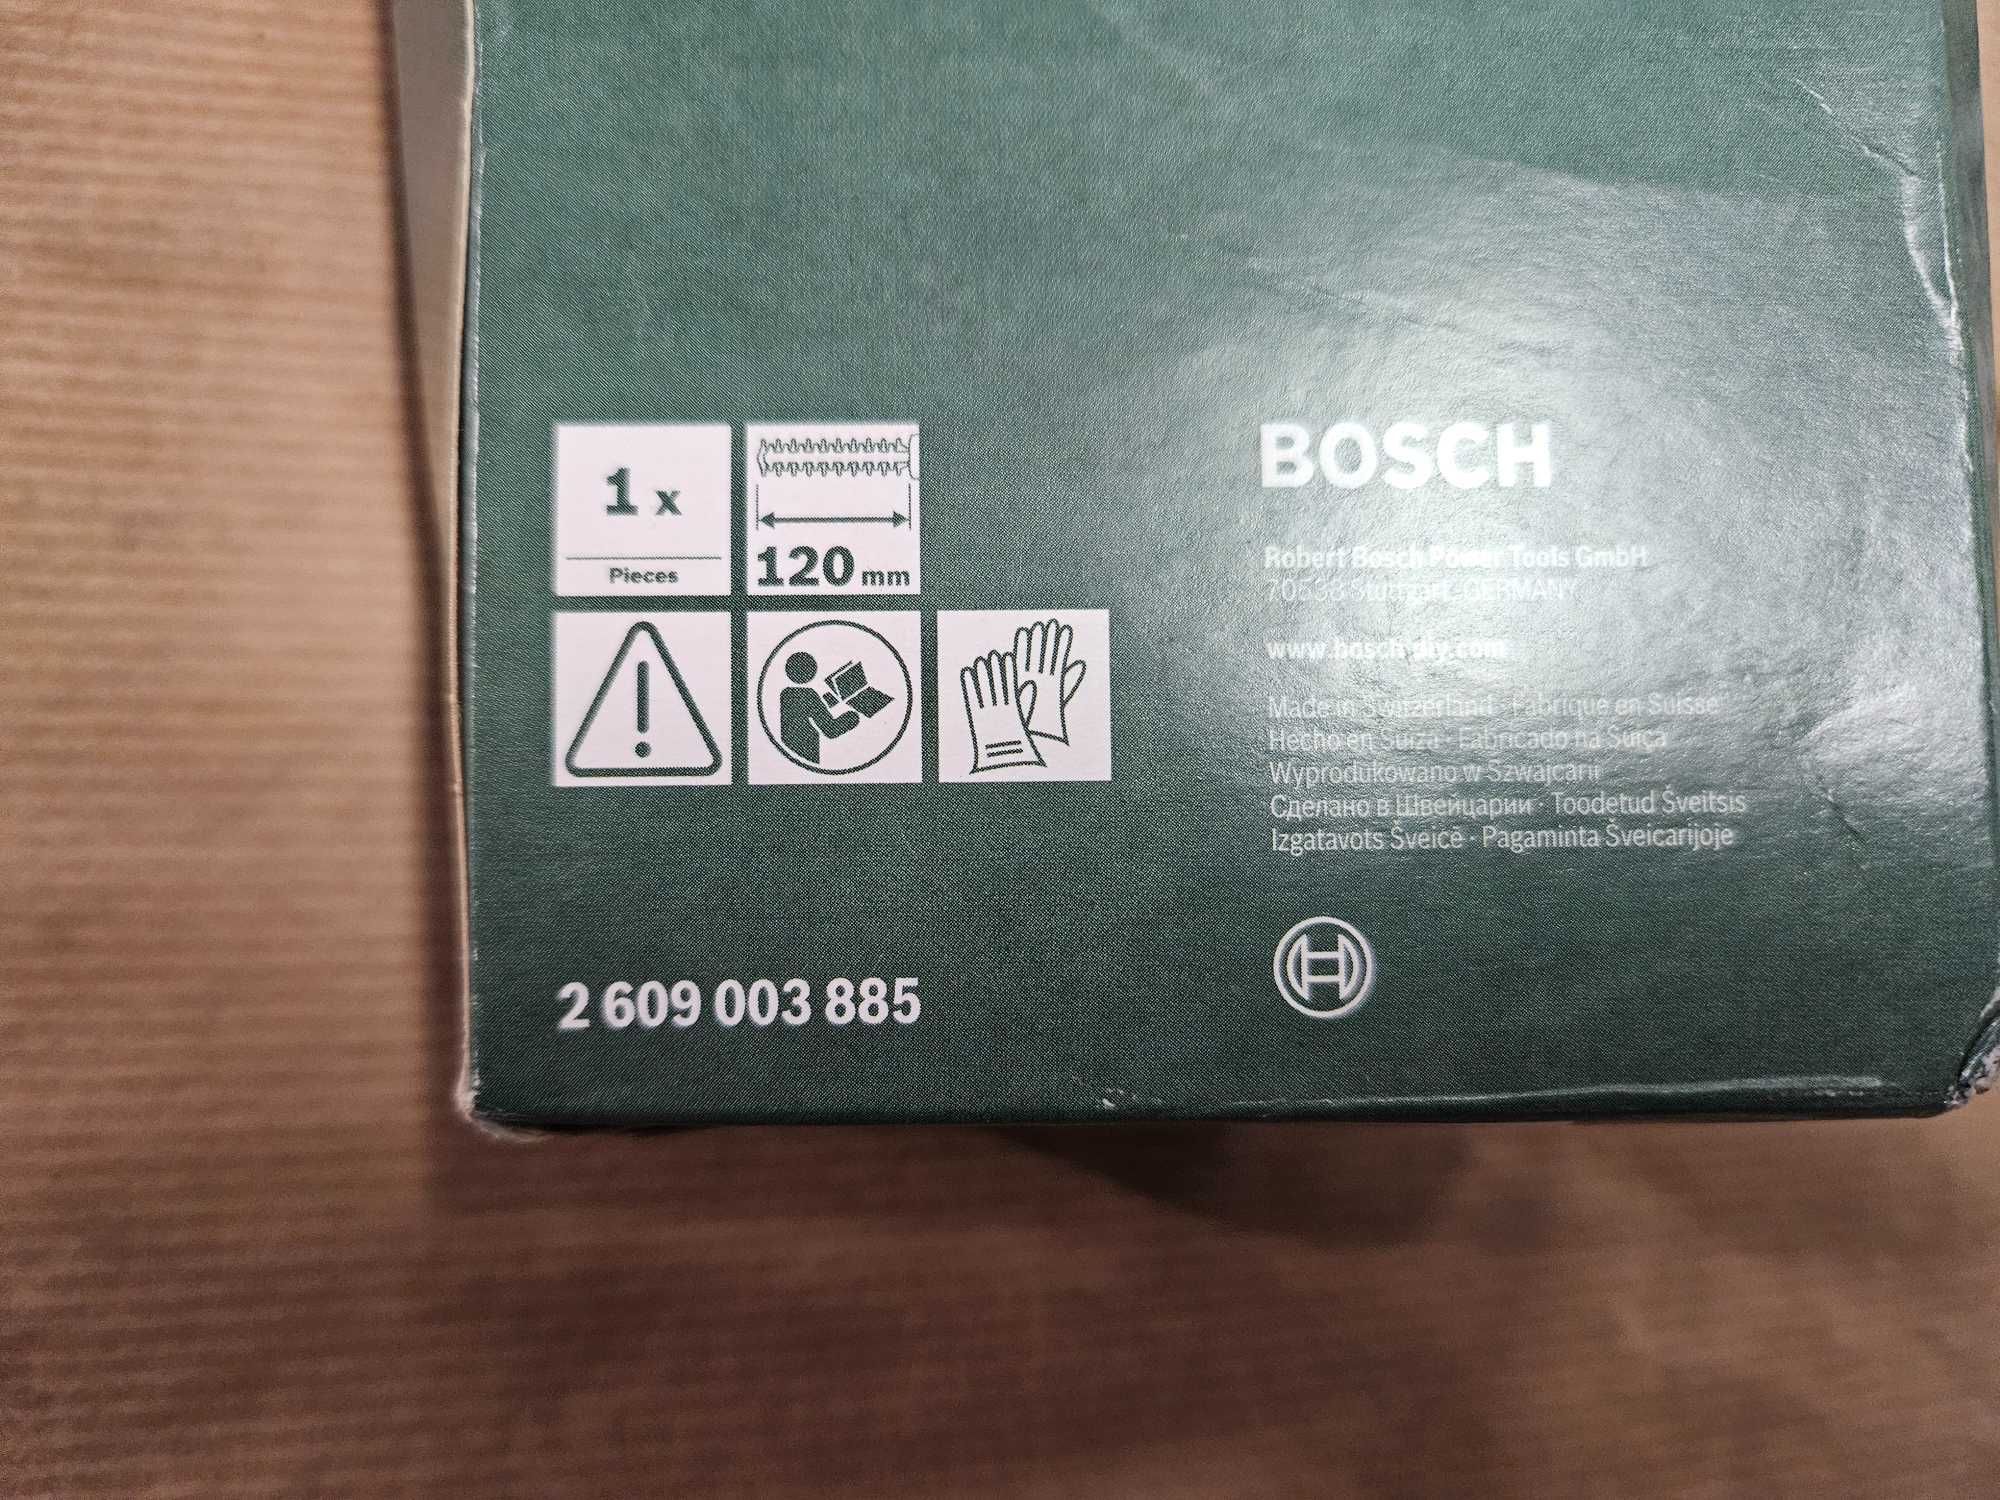 1 x
Pieces
120 mm
BOSCH
Robert Bosch Power Tools GmbH
70538 Stuttgart, GERMANY
www.bosch-diy.com
Made in Switzerland · Fabriqué en Suisse
Hecho en Suiza · Fabricado na Suíça
Wyprodukowano w Szwajcarii
Сделано в Швейцарии · Toodetud Šveitsis
Izgatavots Šveicē · Pagaminta Šveicarijoje
2 609 003 885